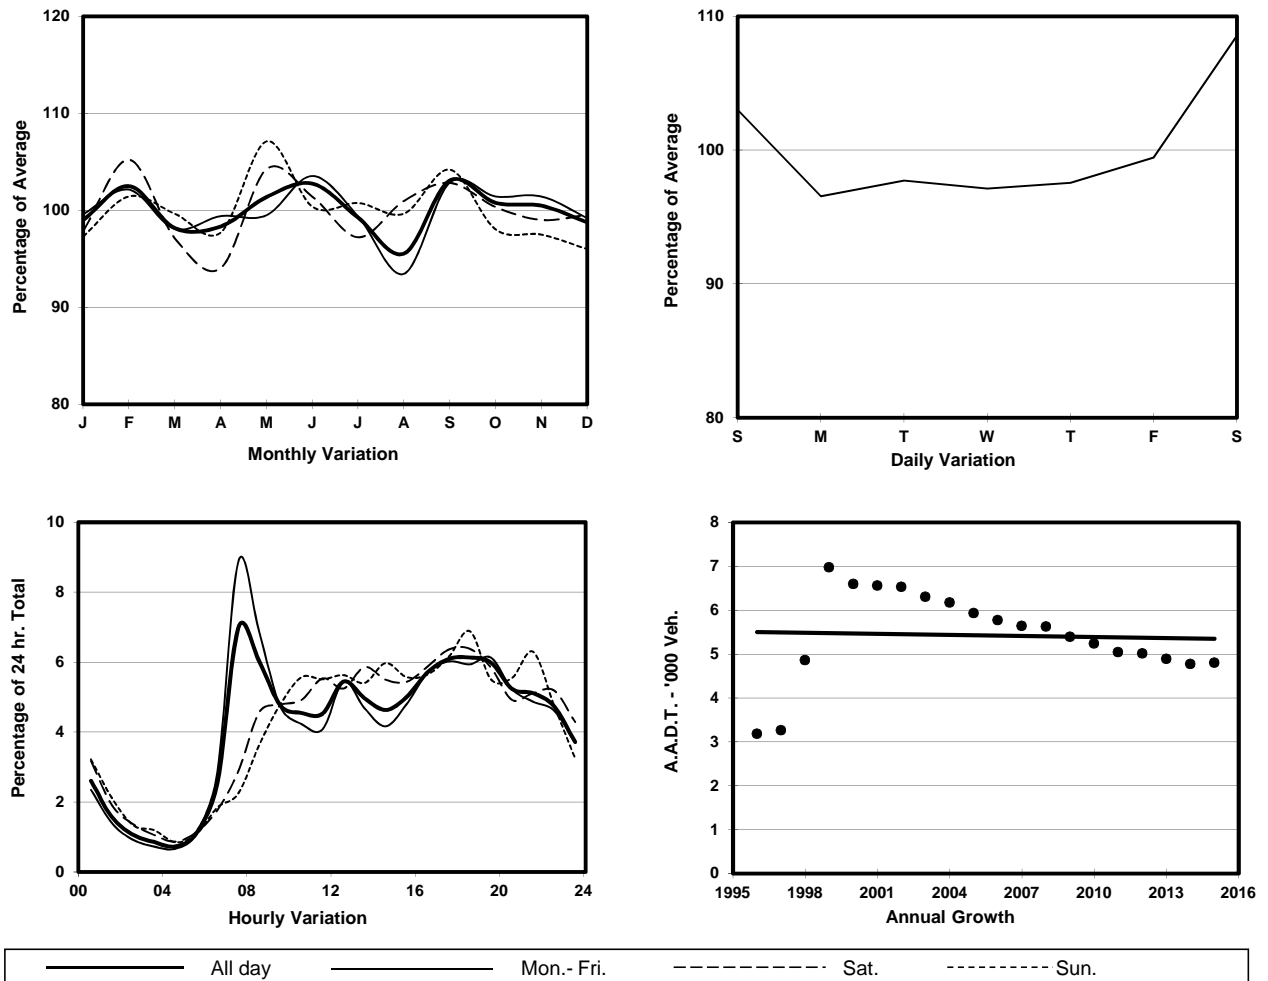 120
110
100
90
80
Percentage of Average
J F M A M J J A S O N D
Monthly Variation
110
100
90
80
Percentage of Average
S M T W T F S
Daily Variation
10
8
6
4
2
0
Percentage of 24 hr. Total
00 04 08 12 16 20 24
Hourly Variation
8
7
6
5
4
3
2
1
0
A.A.D.T. - '000 Veh.
1995 1998 2001 2004 2007 2010 2013 2016
Annual Growth
All day Mon.- Fri. Sat. Sun.